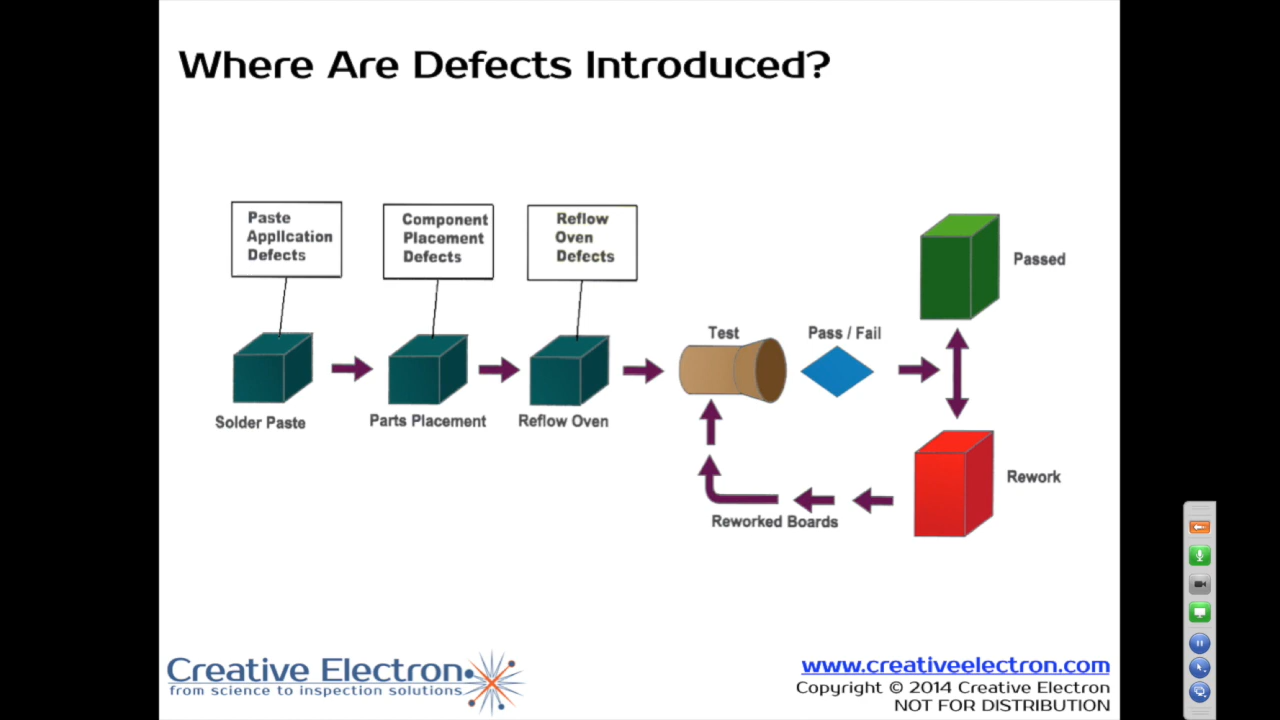 Where Are Defects Introduced?
Paste
Application
Defects
Component
Placement
Defects
Reflow
Oven
Defects
Passed
Test
Pass / Fail
Solder Paste
Parts Placement
Reflow Oven
Rework
Reworked Boards
Creative Electron
from science to inspection solutions
www.creativeelectron.com
Copyright © 2014 Creative Electron
NOT FOR DISTRIBUTION